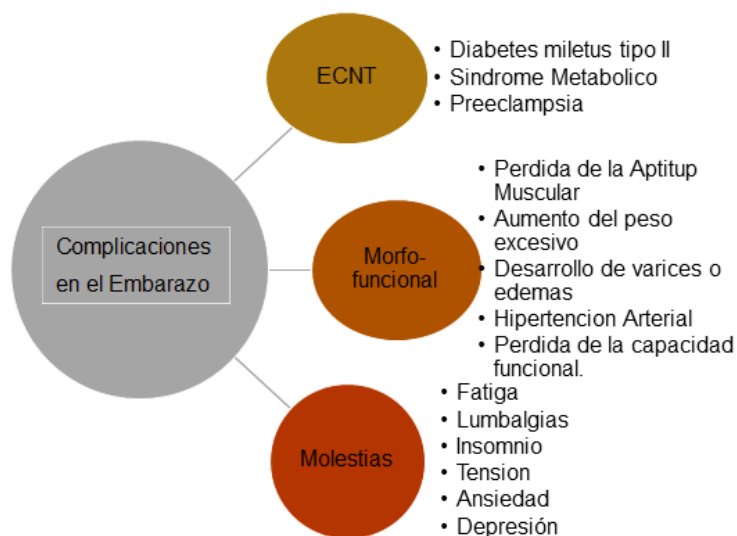 Complicaciones
en el Embarazo
ECNT
• Diabetes miletus tipo II
• Sindrome Metabolico
• Preeclampsia
Morfo-
funcional
• Perdida de la Aptitup
Muscular
• Aumento del peso
excesivo
• Desarrollo de varices o
edemas
• Hipertencion Arterial
• Perdida de la capacidad
funcional.
Molestias
• Fatiga
• Lumbalgias
• Insomnio
• Tension
• Ansiedad
• Depresión